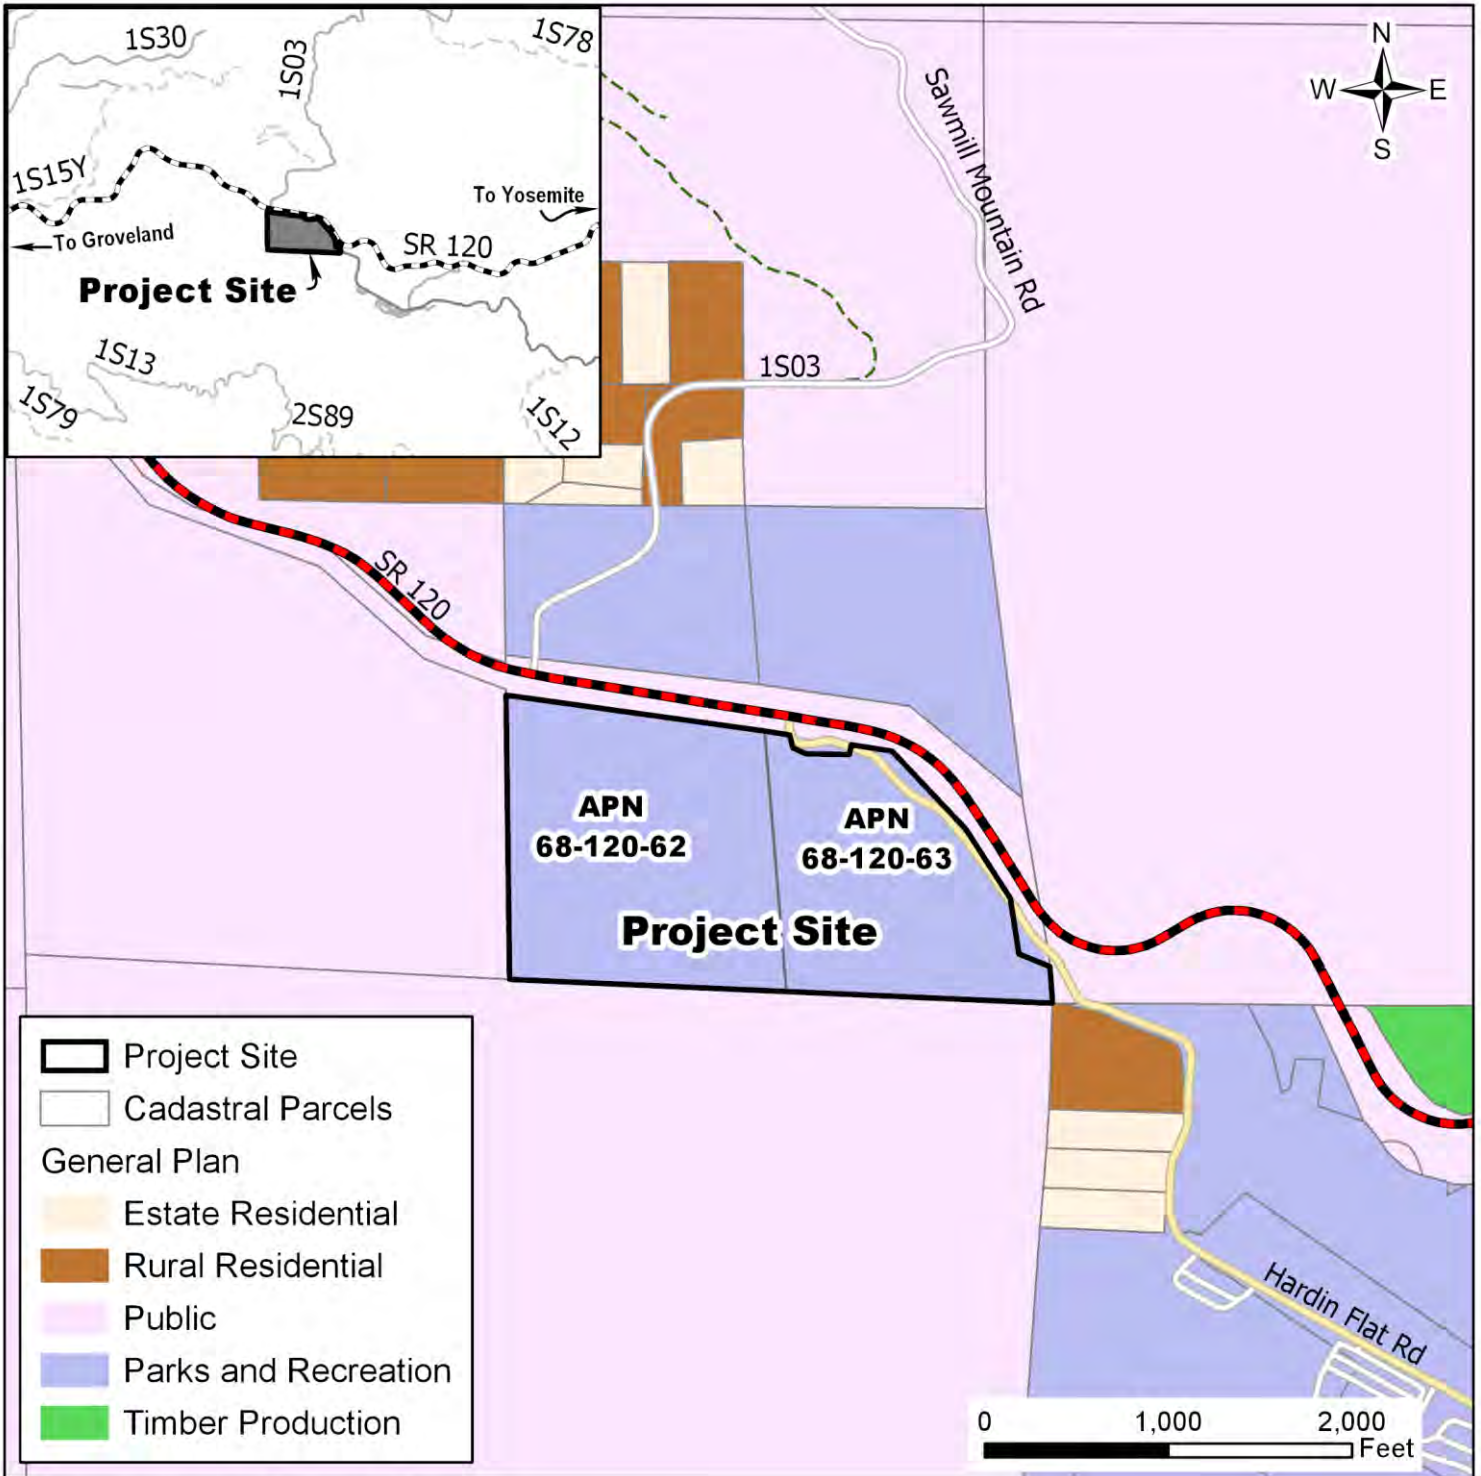 1S30
1S03
1S78
1S15Y
To Yosemite
To Groveland
SR 120
Project Site
1S13
1S79
2S89
1S12
N
W
E
S
Sawmill Mountain Rd
1S03
SR 120
APN
68-120-62
APN
68-120-63
Project Site
Hardin Flat Rd
Project Site
Cadastral Parcels
General Plan
Estate Residential
Rural Residential
Public
Parks and Recreation
Timber Production
0 1,000 2,000
Feet